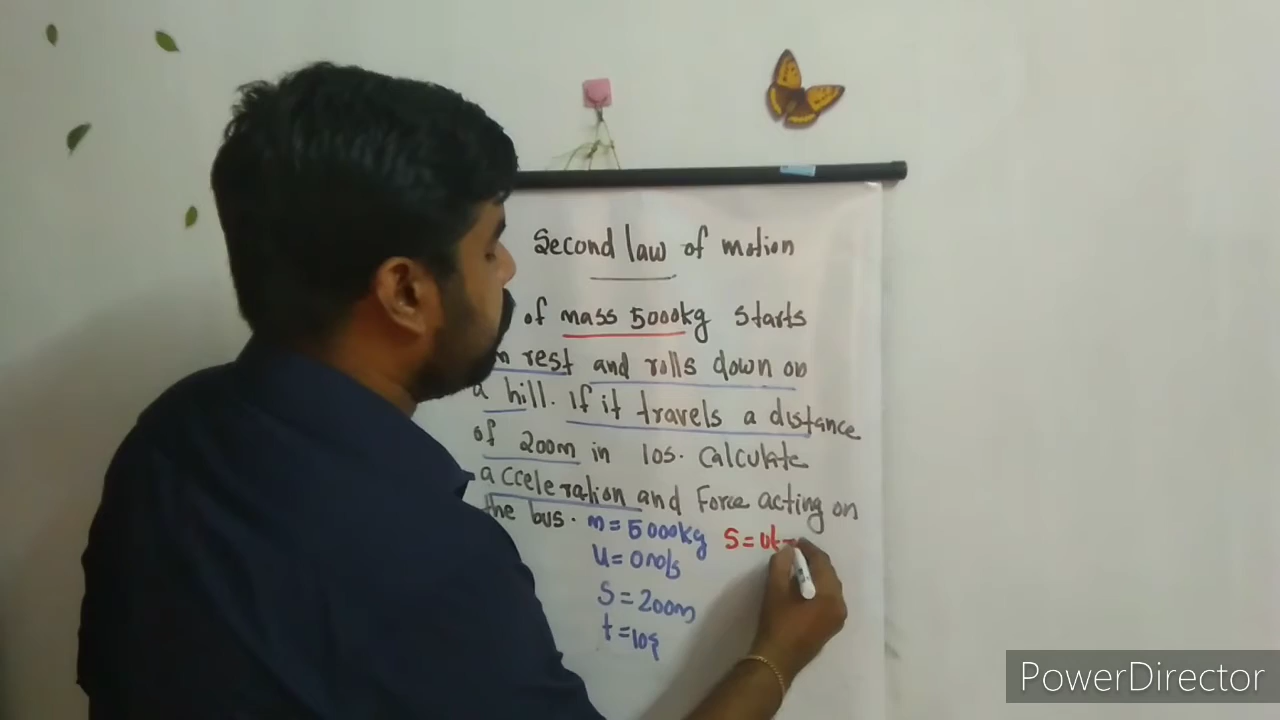 Second law of motion
of mass 5000kg starts
rest and rolls down on
a hill. If it travels a distance
of 200m in 10s. Calculate
acceleration and Force acting on
the bus.
m = 5000kg
u = 0m/s
S = 200m
t = 10s
S = ut
PowerDirector